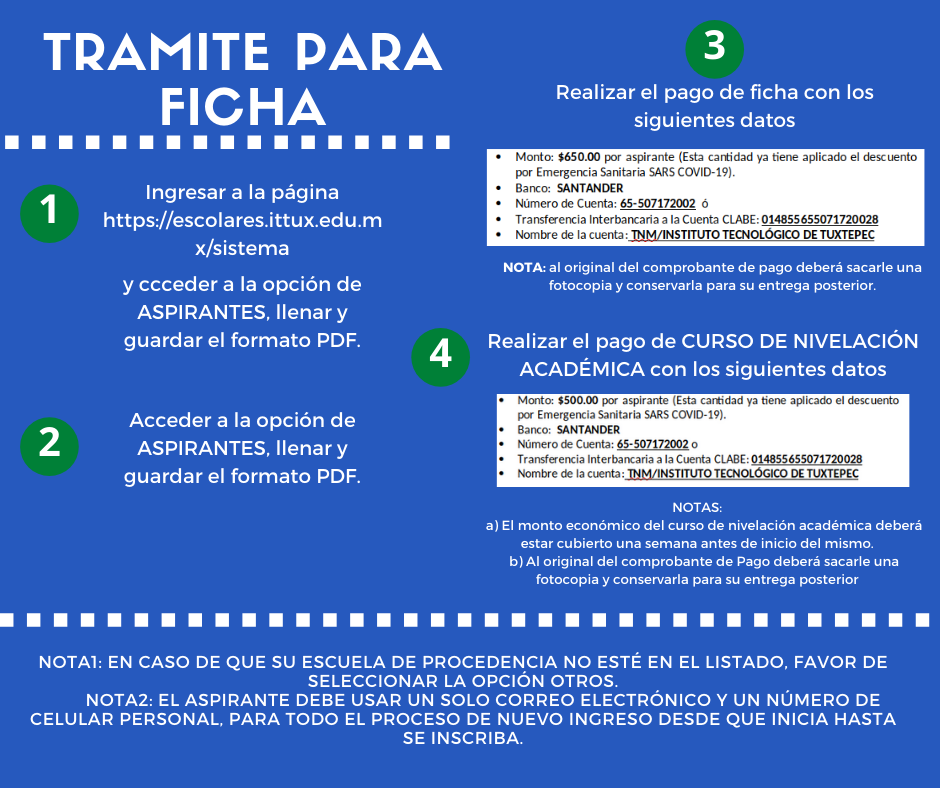 TRAMITE PARA
FICHA
1
Ingresar a la página
https://escolares.ittux.edu.m
x/sistema
y ccceder a la opción de
ASPIRANTES, llenar y
guardar el formato PDF.
2
Acceder a la opción de
ASPIRANTES, llenar y
guardar el formato PDF.
3
Realizar el pago de ficha con los
siguientes datos
• Monto: $650.00 por aspirante (Esta cantidad ya tiene aplicado el descuento
por Emergencia Sanitaria SARS COVID-19).
• Banco: SANTANDER
• Número de Cuenta: 65-507172002 ó
• Transferencia Interbancaria a la Cuenta CLABE: 014855655071720028
• Nombre de la cuenta: TNM/INSTITUTO TECNOLÓGICO DE TUXTEPEC
NOTA: al original del comprobante de pago deberá sacarle una
fotocopia y conservarla para su entrega posterior.
4
Realizar el pago de CURSO DE NIVELACIÓN
ACADÉMICA con los siguientes datos
• Monto: $500.00 por aspirante (Esta cantidad ya tiene aplicado el descuento
por Emergencia Sanitaria SARS COVID-19).
• Banco: SANTANDER
• Número de Cuenta: 65-507172002 o
• Transferencia Interbancaria a la Cuenta CLABE: 014855655071720028
• Nombre de la cuenta: TNM/INSTITUTO TECNOLÓGICO DE TUXTEPEC
NOTAS:
a) El monto económico del curso de nivelación académica deberá
estar cubierto una semana antes de inicio del mismo.
b) Al original del comprobante de Pago deberá sacarle una
fotocopia y conservarla para su entrega posterior
NOTA1: EN CASO DE QUE SU ESCUELA DE PROCEDENCIA NO ESTÉ EN EL LISTADO, FAVOR DE
SELECCIONAR LA OPCIÓN OTROS.
NOTA2: EL ASPIRANTE DEBE USAR UN SOLO CORREO ELECTRÓNICO Y UN NÚMERO DE
CELULAR PERSONAL, PARA TODO EL PROCESO DE NUEVO INGRESO DESDE QUE INICIA HASTA
SE INSCRIBA.